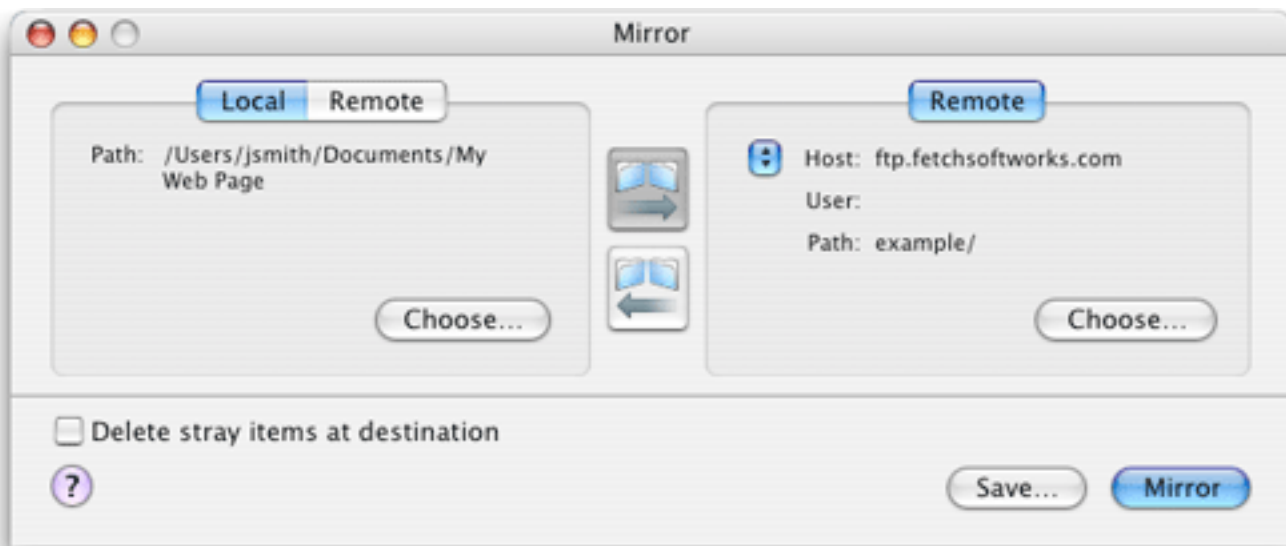 Mirror
Local Remote
Path: /Users/jsmith/Documents/My
Web Page
Choose...
Remote
Host: ftp.fetchsoftworks.com
User:
Path: example/
Choose...
Delete stray items at destination
?
Save... Mirror